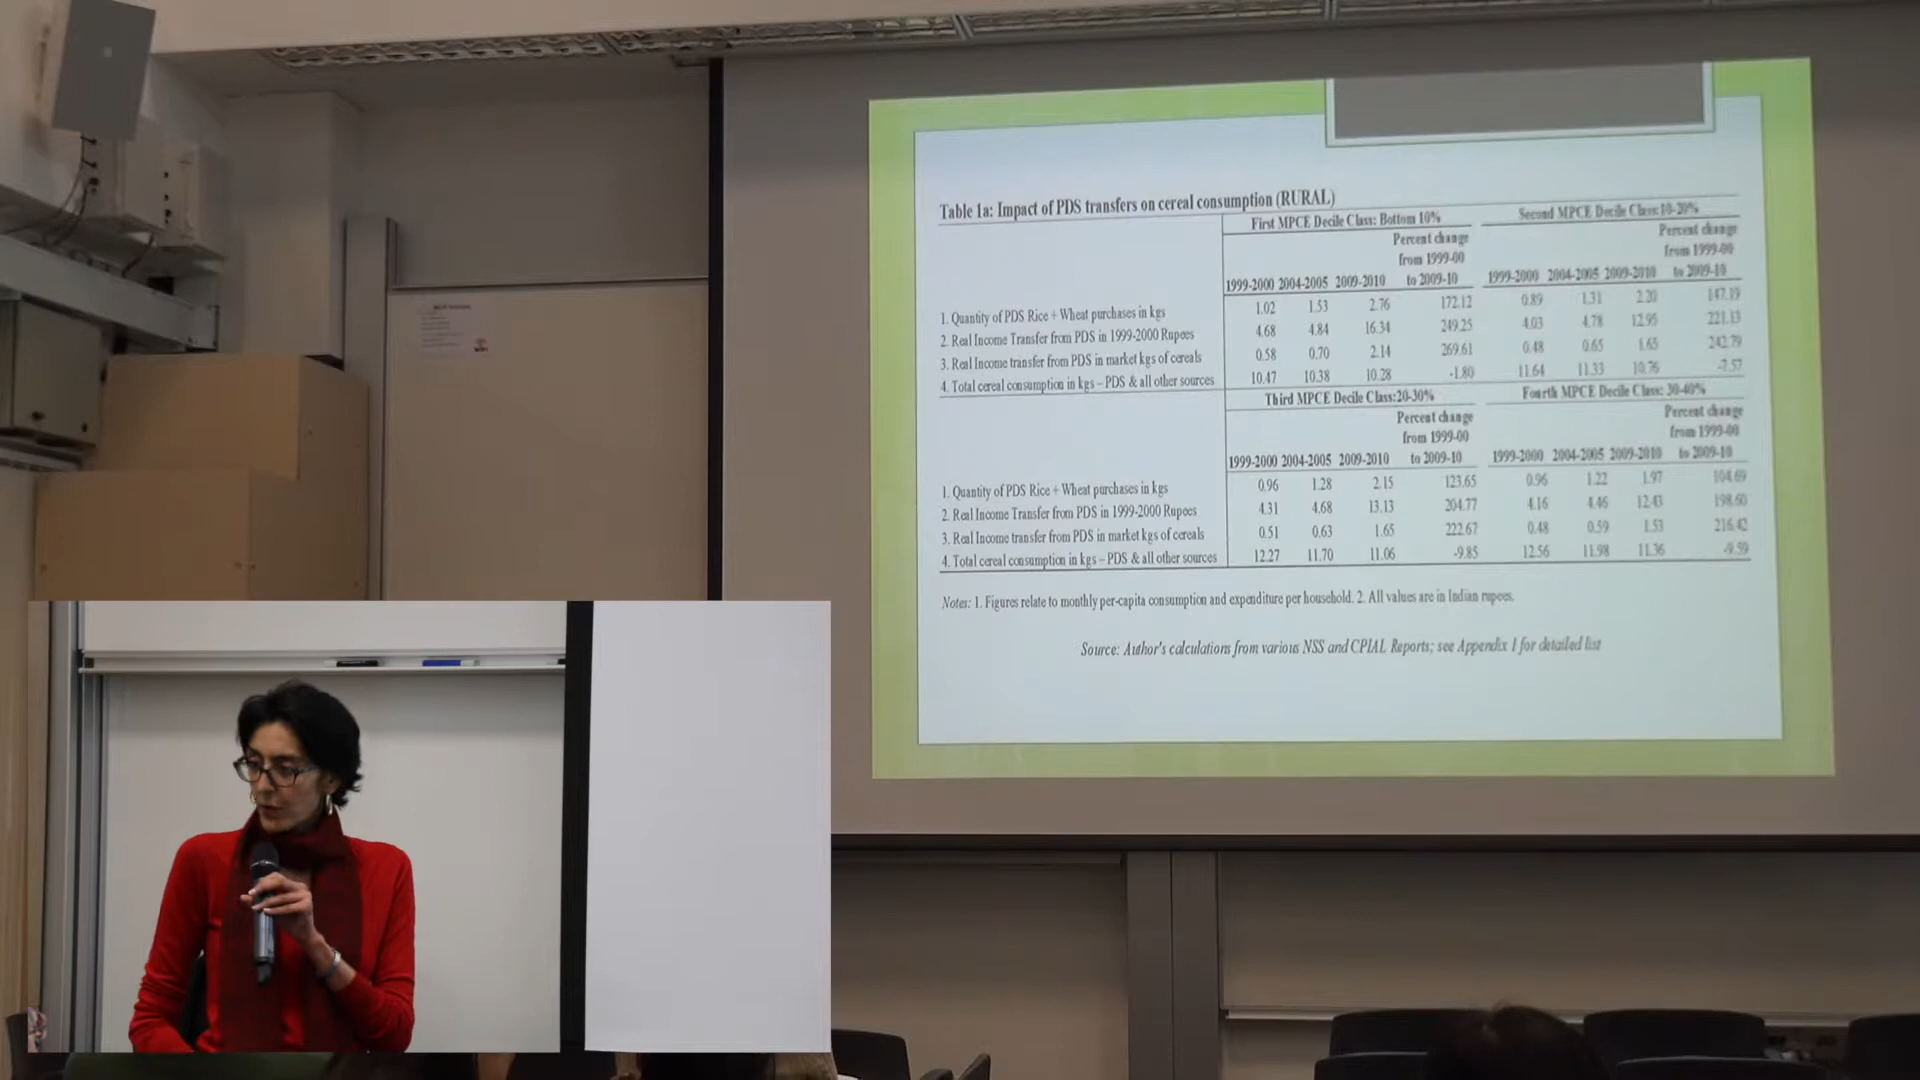 Table 1a: Impact of PDS transfers on cereal consumption (RURAL)
First MPCE Decile Class: Bottom 10% Second MPCE Decile Class:10-20%
Percent change Percent change
from 1999-00 from 1999-00
1999-2000 2004-2005 2009-2010 to 2009-10 1999-2000 2004-2005 2009-2010 to 2009-10
1. Quantity of PDS Rice + Wheat purchases in kgs 1.02 1.53 2.76 172.12 0.89 1.31 2.20 147.19
2. Real Income Transfer from PDS in 1999-2000 Rupees 4.68 4.84 16.34 249.25 4.03 4.78 12.95 221.13
3. Real Income transfer from PDS in market kgs of cereals 0.58 0.70 2.14 269.61 0.48 0.65 1.65 242.79
4. Total cereal consumption in kgs – PDS & all other sources 10.47 10.38 10.28 -1.80 11.64 11.33 10.76 -7.57
Third MPCE Decile Class:20-30% Fourth MPCE Decile Class: 30-40%
Percent change Percent change
from 1999-00 from 1999-00
1999-2000 2004-2005 2009-2010 to 2009-10 1999-2000 2004-2005 2009-2010 to 2009-10
1. Quantity of PDS Rice + Wheat purchases in kgs 0.96 1.28 2.15 123.65 0.96 1.22 1.97 104.69
2. Real Income Transfer from PDS in 1999-2000 Rupees 4.31 4.68 13.13 204.77 4.16 4.46 12.43 198.60
3. Real Income transfer from PDS in market kgs of cereals 0.51 0.63 1.65 222.67 0.48 0.59 1.53 216.42
4. Total cereal consumption in kgs – PDS & all other sources 12.27 11.70 11.06 -9.85 12.56 11.98 11.36 -9.59
Notes: 1. Figures relate to monthly per-capita consumption and expenditure per household. 2. All values are in Indian rupees.
Source: Author's calculations from various NSS and CPIAL Reports; see Appendix 1 for detailed list